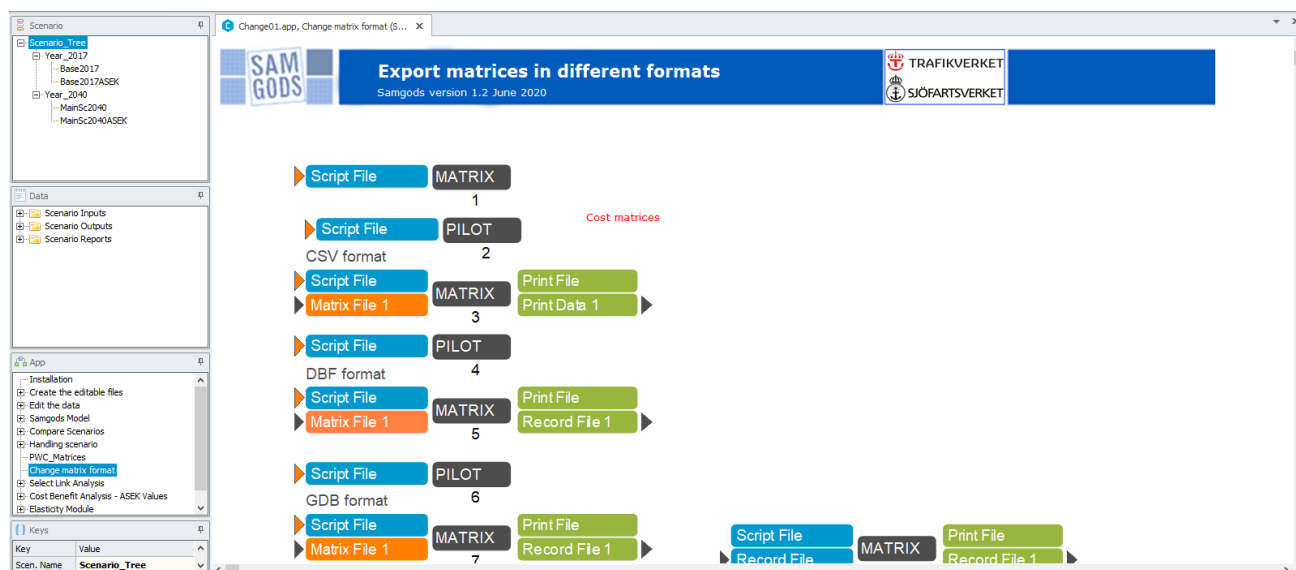 Scenario
Scenario_Tree
Year_2017
Base2017
Base2017ASEK
Year_2040
MainSc2040
MainSc2040ASEK
Data
Scenario Inputs
Scenario Outputs
Scenario Reports
App
Installation
Create the editable files
Edit the data
Samgods Model
Compare Scenarios
Handling scenario
PWC_Matrices
Change matrix format
Select Link Analysis
Cost Benefit Analysis - ASEK Values
Elasticity Module
Keys
Key Value
Scen. Name Scenario_Tree
Change01.app, Change matrix format (S...
SAM
GODS
Export matrices in different formats
Samgods version 1.2 June 2020
TRAFIKVERKET
SJÖFARTSVERKET
Script File MATRIX
1
Cost matrices
Script File PILOT
2
CSV format
Script File Print File
MATRIX
Matrix File 1 Print Data 1
3
Script File PILOT
4
DBF format
Script File Print File
MATRIX
Matrix File 1 Record File 1
5
Script File PILOT
6
GDB format
Script File Print File
MATRIX
Matrix File 1 Record File 1
7
Script File Print File
MATRIX
Record File Record File 1